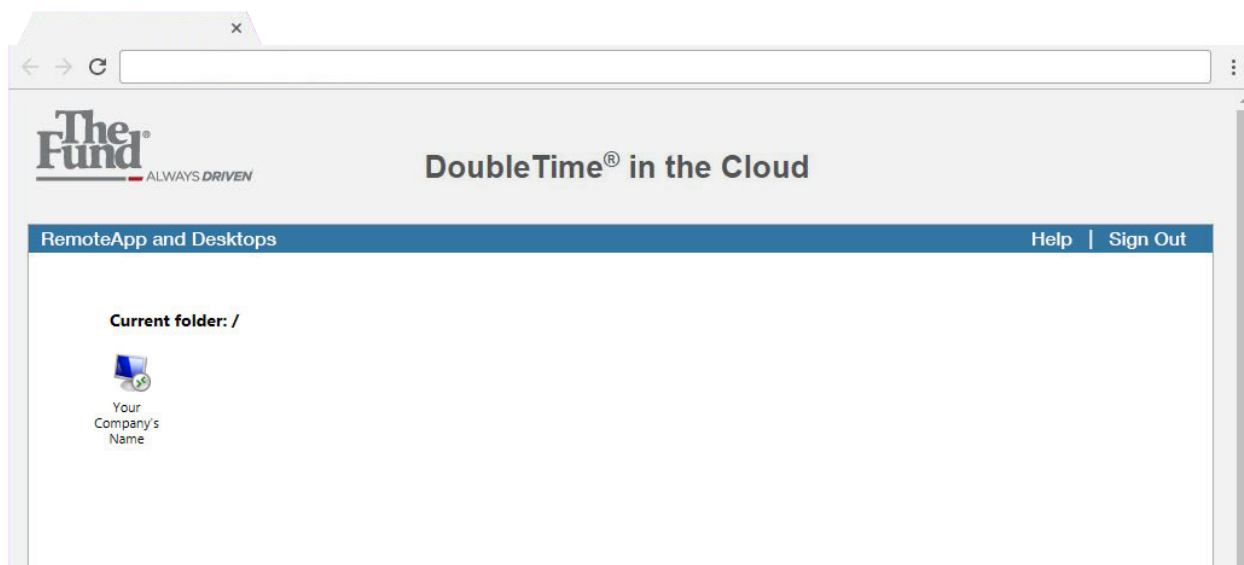 The
Fund®
ALWAYS DRIVEN
DoubleTime® in the Cloud
RemoteApp and Desktops
Help | Sign Out
Current folder: /
Your
Company's
Name